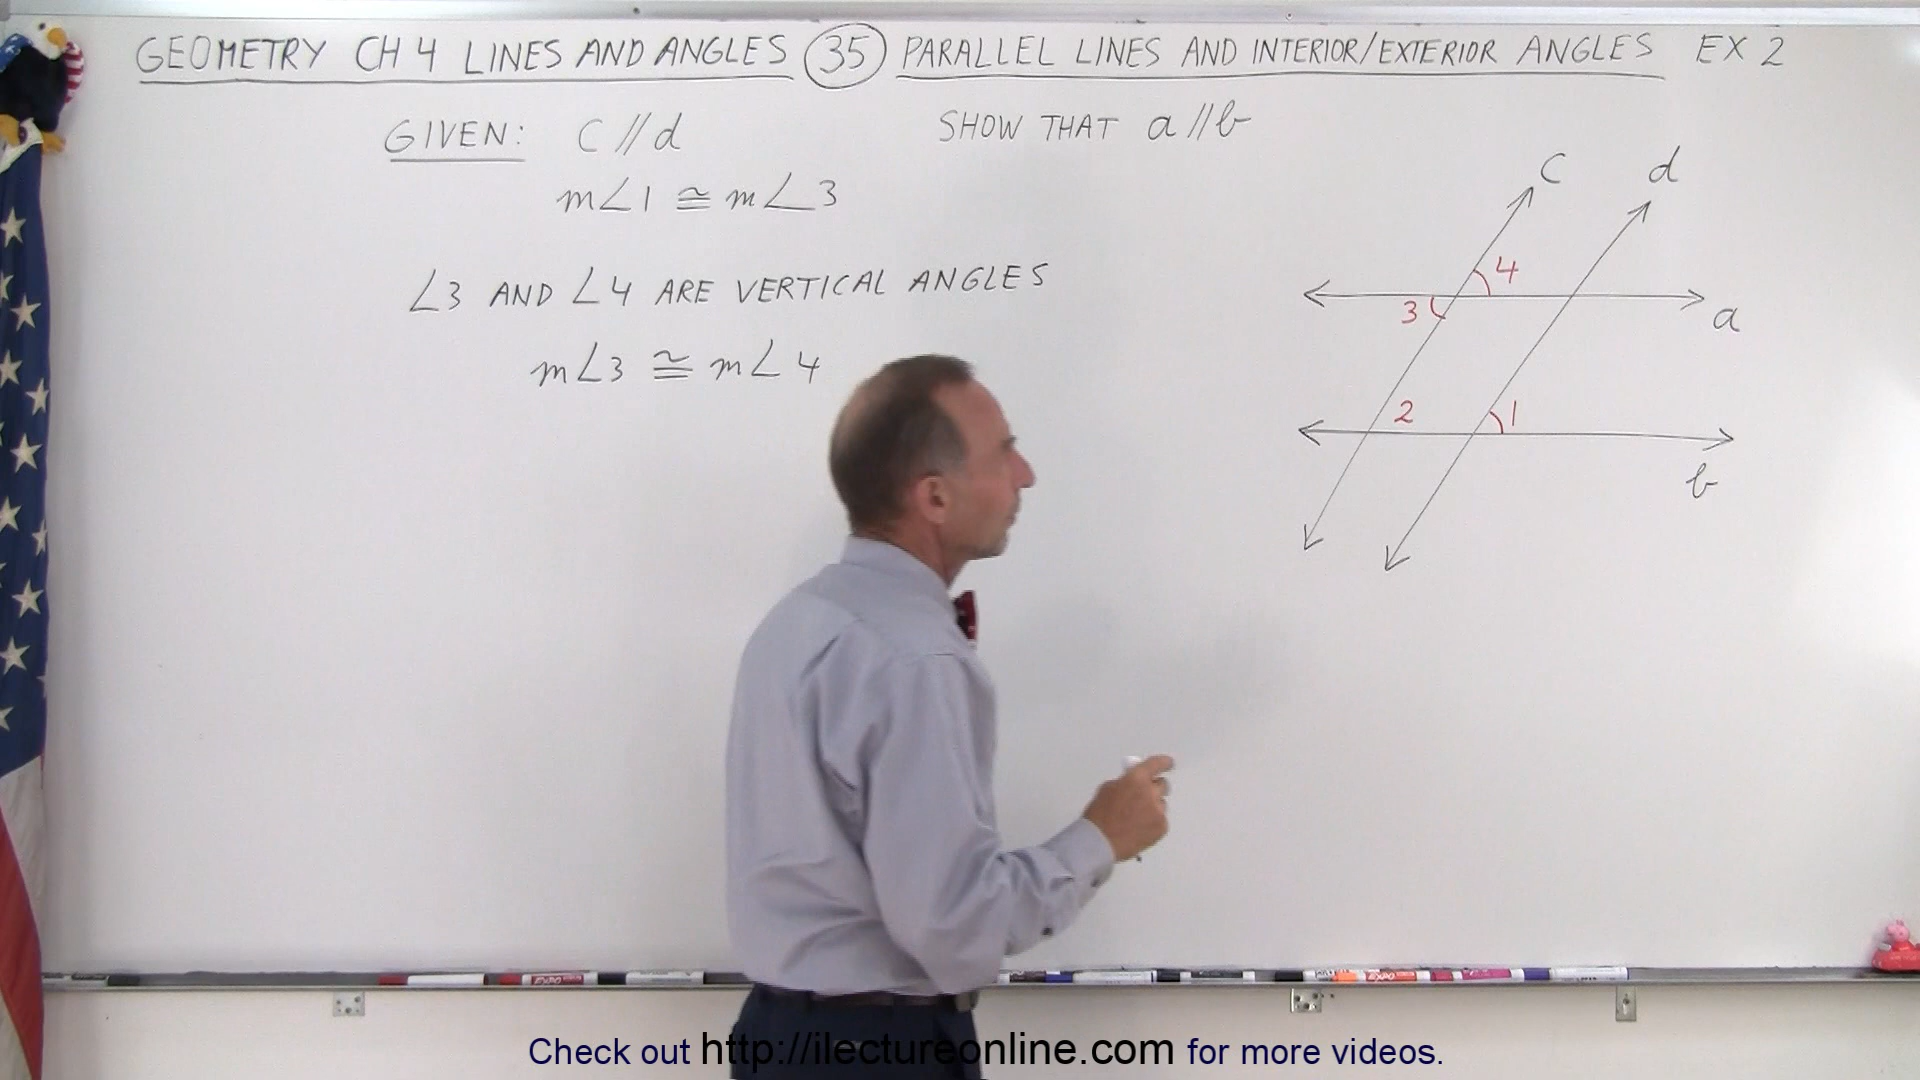 GEOMETRY CH 4 LINES AND ANGLES 35 PARALLEL LINES AND INTERIOR/EXTERIOR ANGLES EX 2
GIVEN: C // d
SHOW THAT a // b
m∠1 ≅ m∠3
∠3 AND ∠4 ARE VERTICAL ANGLES
m∠3 ≅ m∠4
c d
4
3
a
2 1
b
Check out http://ilectureonline.com for more videos.